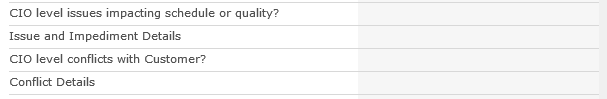 CIO level issues impacting schedule or quality?
Issue and Impediment Details
CIO level conflicts with Customer?
Conflict Details